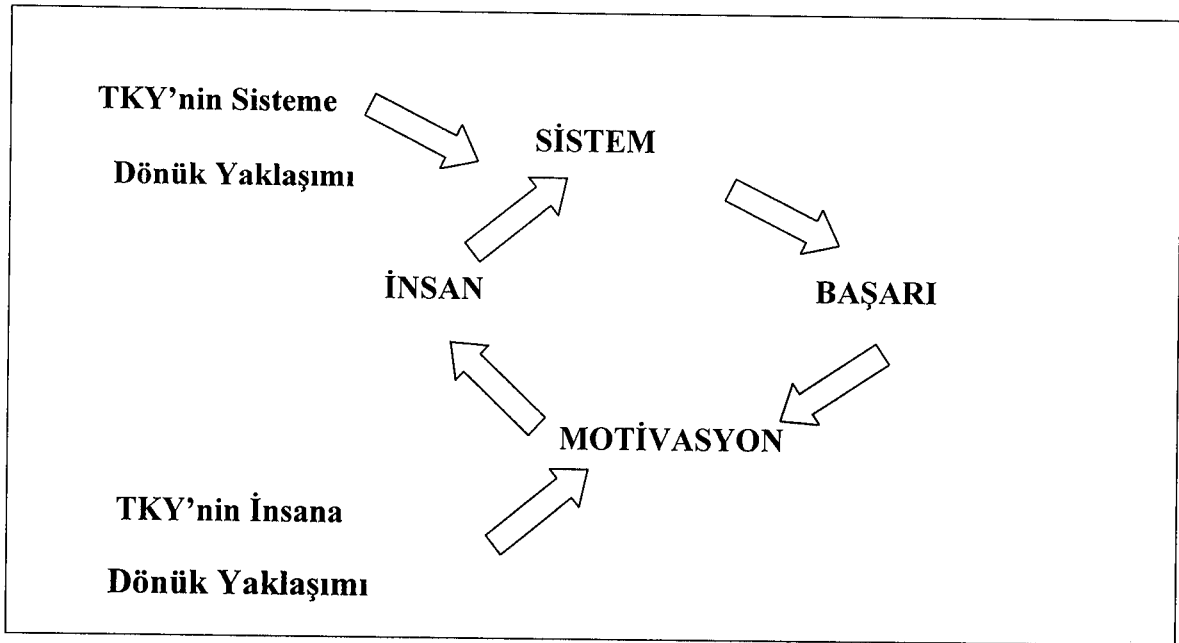 TKY'nin Sisteme
Dönük Yaklaşımı
SİSTEM
İNSAN
BAŞARI
MOTİVASYON
TKY'nin İnsana
Dönük Yaklaşımı